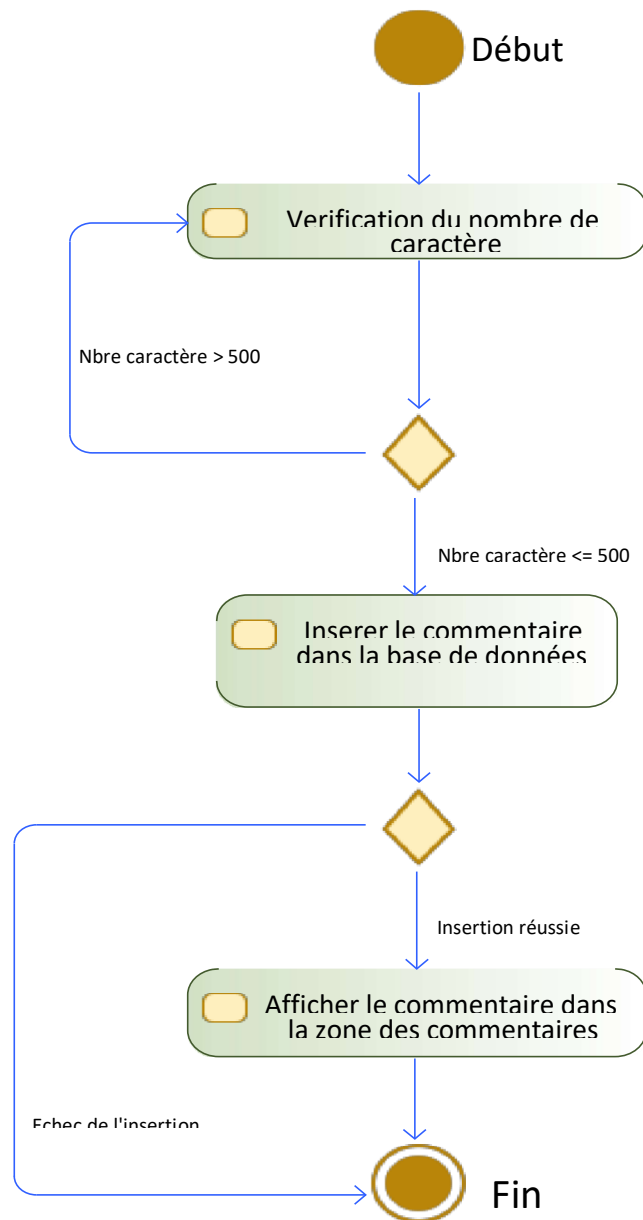 Début
Verification du nombre de
caractère
Nbre caractère > 500
Nbre caractère <= 500
Inserer le commentaire
dans la base de données
Insertion réussie
Afficher le commentaire dans
la zone des commentaires
Echec de l'insertion
Fin